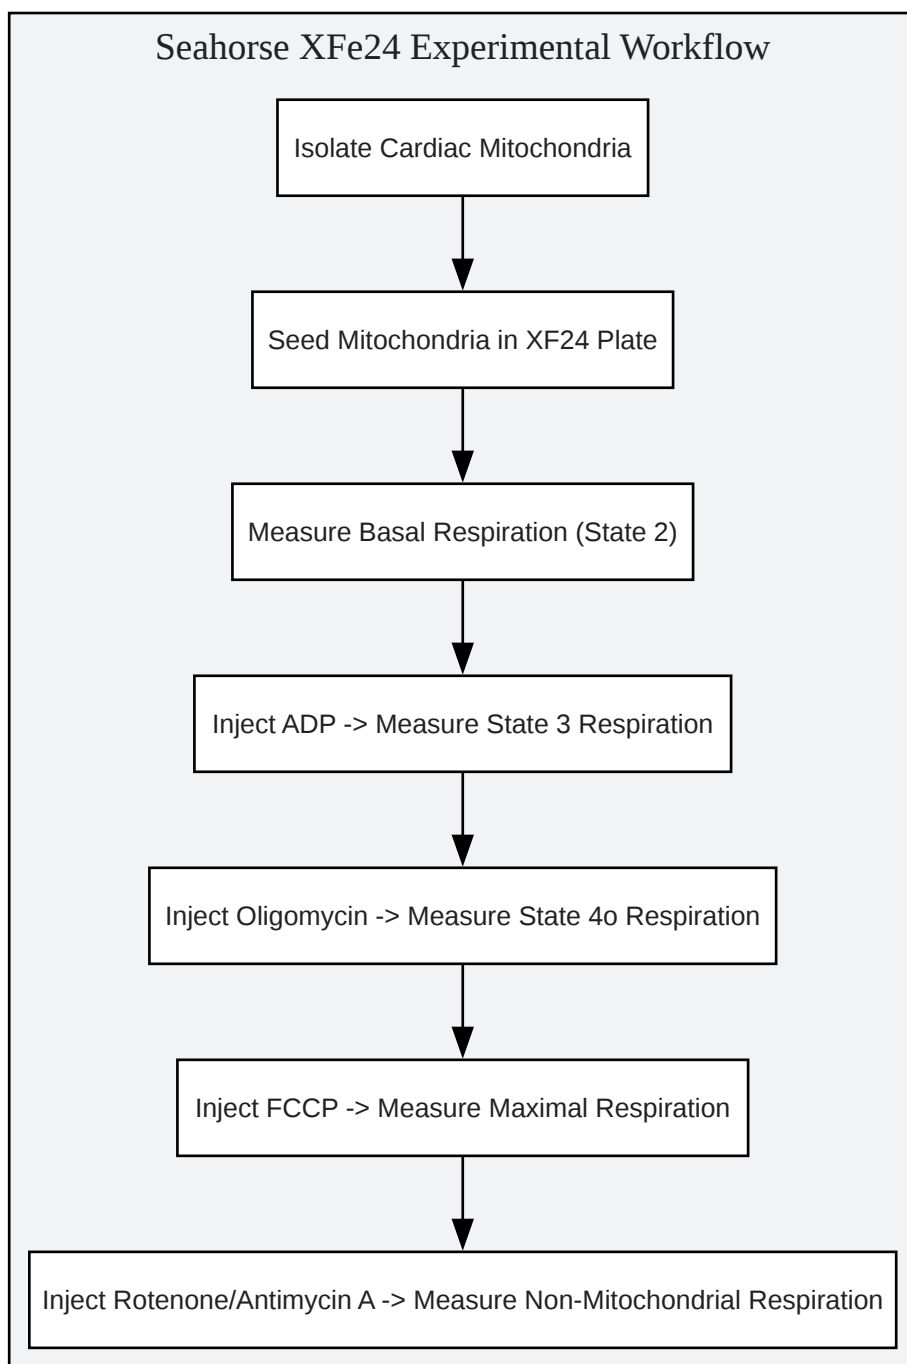 Seahorse XFe24 Experimental Workflow
Isolate Cardiac Mitochondria
Seed Mitochondria in XF24 Plate
Measure Basal Respiration (State 2)
Inject ADP -> Measure State 3 Respiration
Inject Oligomycin -> Measure State 4o Respiration
Inject FCCP -> Measure Maximal Respiration
Inject Rotenone/Antimycin A -> Measure Non-Mitochondrial Respiration